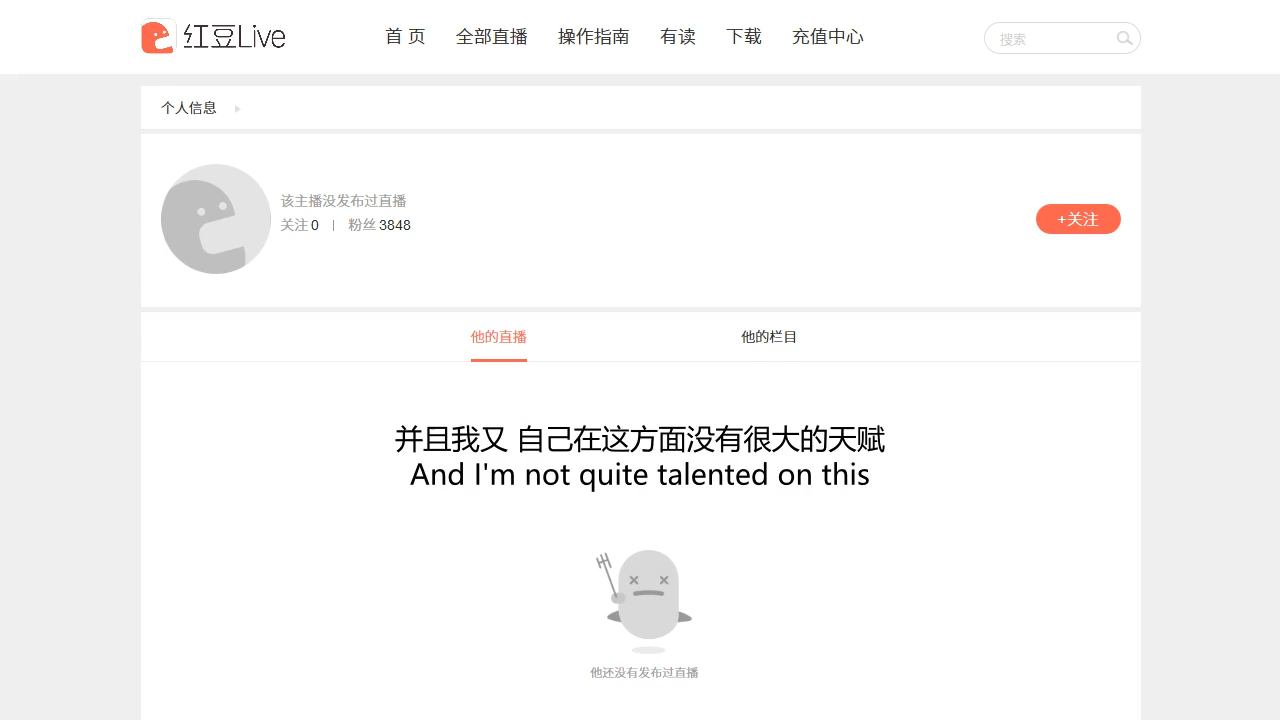 红豆Live
首 页 全部直播 操作指南 有读 下载 充值中心
搜索
个人信息
该主播没发布过直播
关注 0 | 粉丝 3848
+关注
他的直播 他的栏目
并且我又 自己在这方面没有很大的天赋
And I'm not quite talented on this
他还没有发布过直播